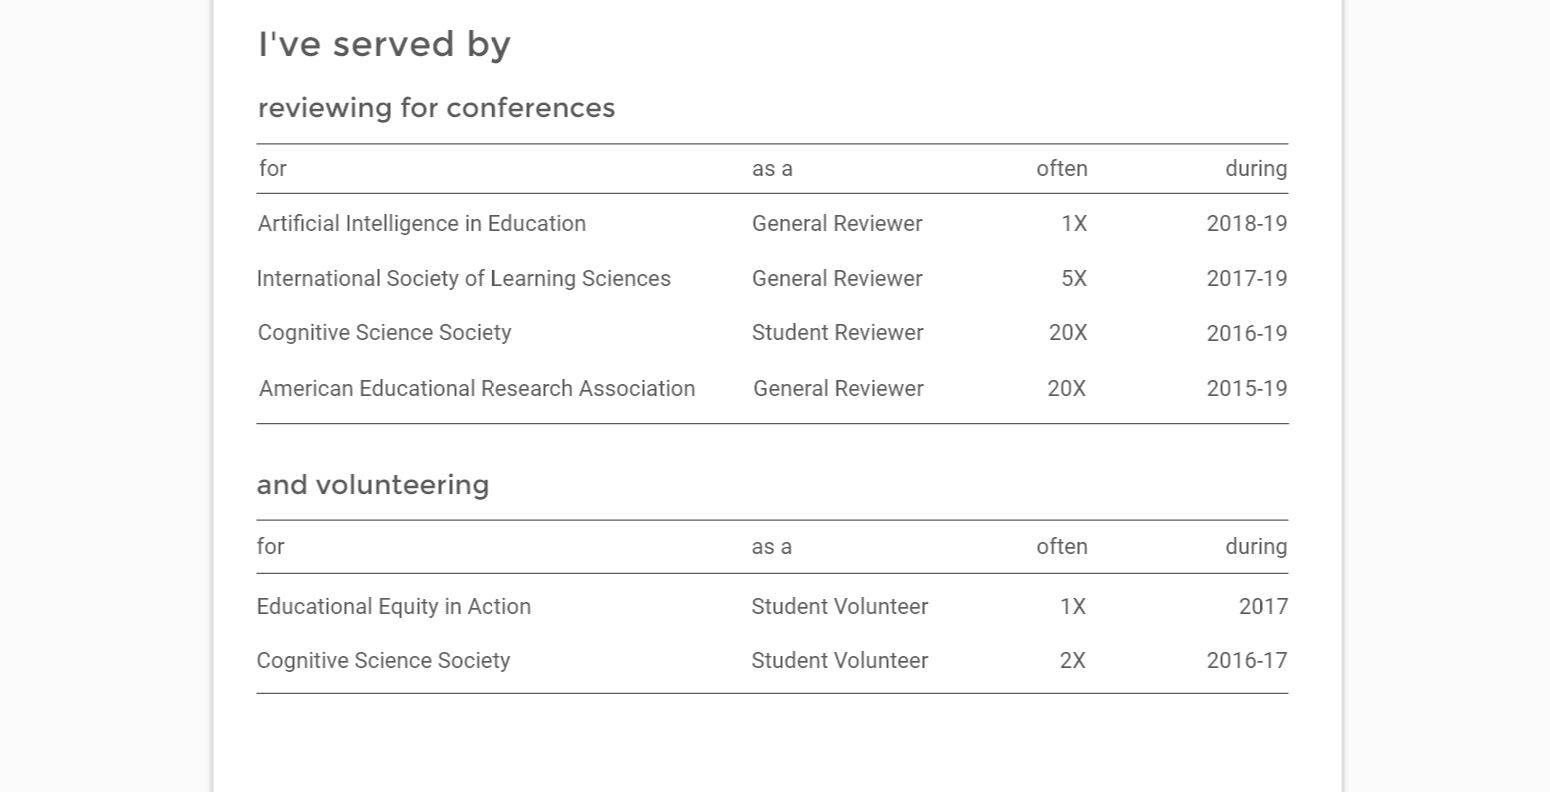 I've served by
reviewing for conferences
for as a often during
Artificial Intelligence in Education General Reviewer 1X 2018-19
International Society of Learning Sciences General Reviewer 5X 2017-19
Cognitive Science Society Student Reviewer 20X 2016-19
American Educational Research Association General Reviewer 20X 2015-19
and volunteering
for as a often during
Educational Equity in Action Student Volunteer 1X 2017
Cognitive Science Society Student Volunteer 2X 2016-17